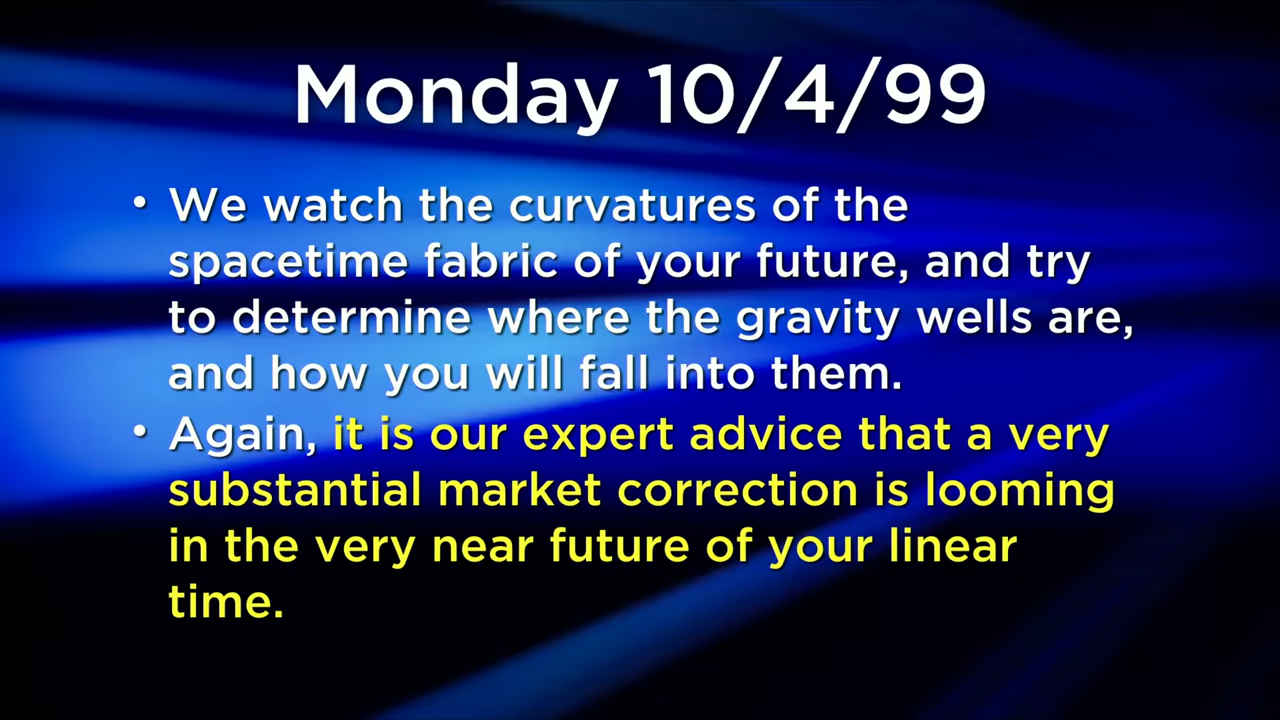 Monday 10/4/99
• We watch the curvatures of the
spacetime fabric of your future, and try
to determine where the gravity wells are,
and how you will fall into them.
• Again, it is our expert advice that a very
substantial market correction is looming
in the very near future of your linear
time.